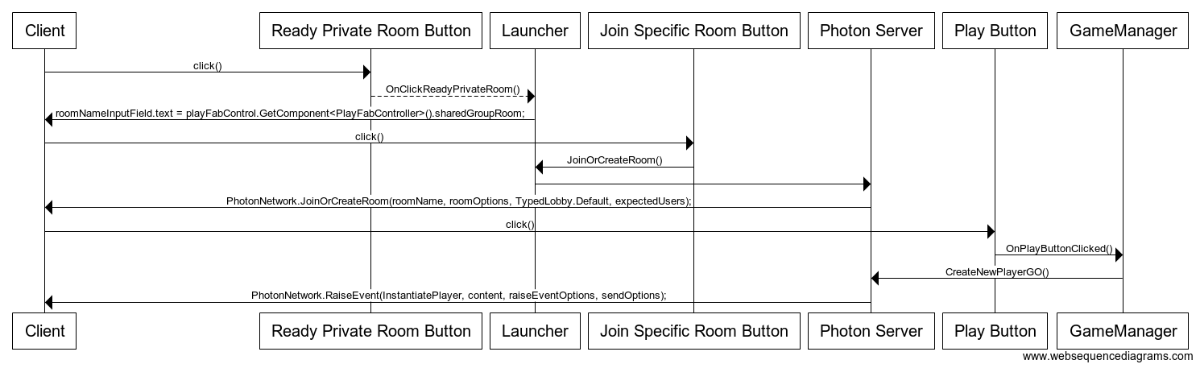 Client
Ready Private Room Button
Launcher
Join Specific Room Button
Photon Server
Play Button
GameManager
click()
OnClickReadyPrivateRoom()
roomNameInputField.text = playFabControl.GetComponent<PlayFabController>().sharedGroupRoom;
click()
JoinOrCreateRoom()
PhotonNetwork.JoinOrCreateRoom(roomName, roomOptions, TypedLobby.Default, expectedUsers);
click()
OnPlayButtonClicked()
CreateNewPlayerGO()
PhotonNetwork.RaiseEvent(InstantiatePlayer, content, raiseEventOptions, sendOptions);
Client
Ready Private Room Button
Launcher
Join Specific Room Button
Photon Server
Play Button
GameManager
www.websequencediagrams.com